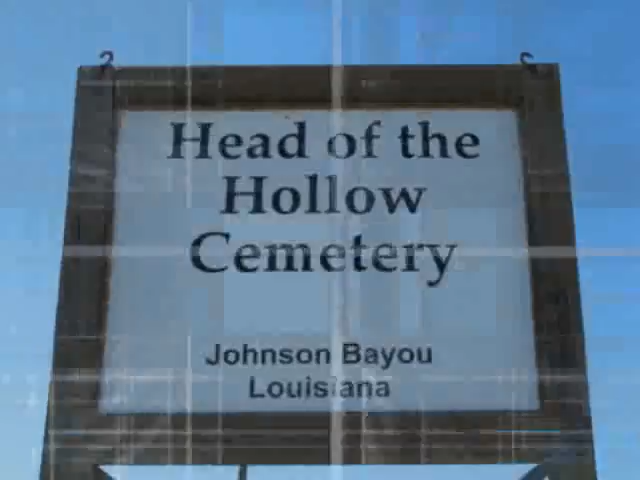 Head of the
Hollow
Cemetery
Johnson Bayou
Louisiana